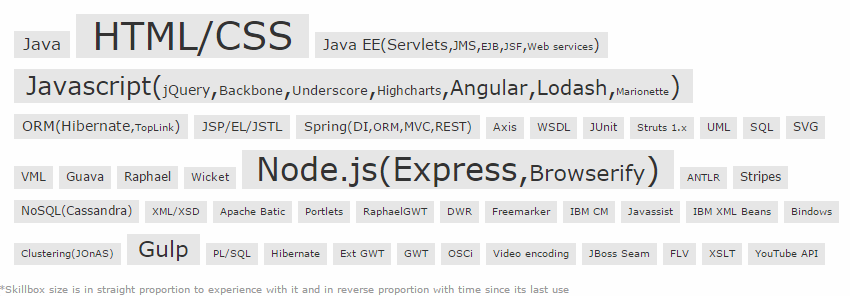 Java HTML/CSS Java EE(Servlets,JMS,EJB,JSF,Web services)
Javascript(jQuery,Backbone,Underscore,Highcharts,Angular,Lodash,Marionette)
ORM(Hibernate,TopLink) JSP/EL/JSTL Spring(DI,ORM,MVC,REST) Axis WSDL JUnit Struts 1.x UML SQL SVG
VML Guava Raphael Wicket Node.js(Express,Browserify) ANTLR Stripes
NoSQL(Cassandra) XML/XSD Apache Batic Portlets RaphaelGWT DWR Freemarker IBM CM Javassist IBM XML Beans Bindows
Clustering(JOnAS) Gulp PL/SQL Hibernate Ext GWT GWT OSCi Video encoding JBoss Seam FLV XSLT YouTube API
*Skillbox size is in straight proportion to experience with it and in reverse proportion with time since its last use